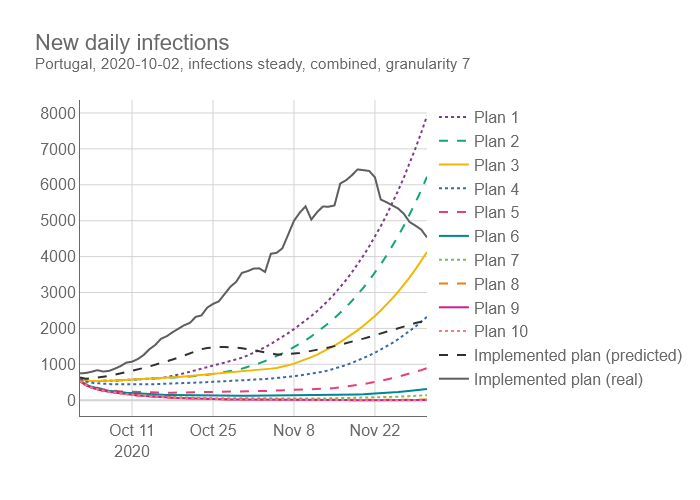 New daily infections
Portugal, 2020-10-02, infections steady, combined, granularity 7
8000
7000
6000
5000
4000
3000
2000
1000
0
Oct 11
2020
Oct 25
Nov 8
Nov 22
Plan 1
Plan 2
Plan 3
Plan 4
Plan 5
Plan 6
Plan 7
Plan 8
Plan 9
Plan 10
Implemented plan (predicted)
Implemented plan (real)